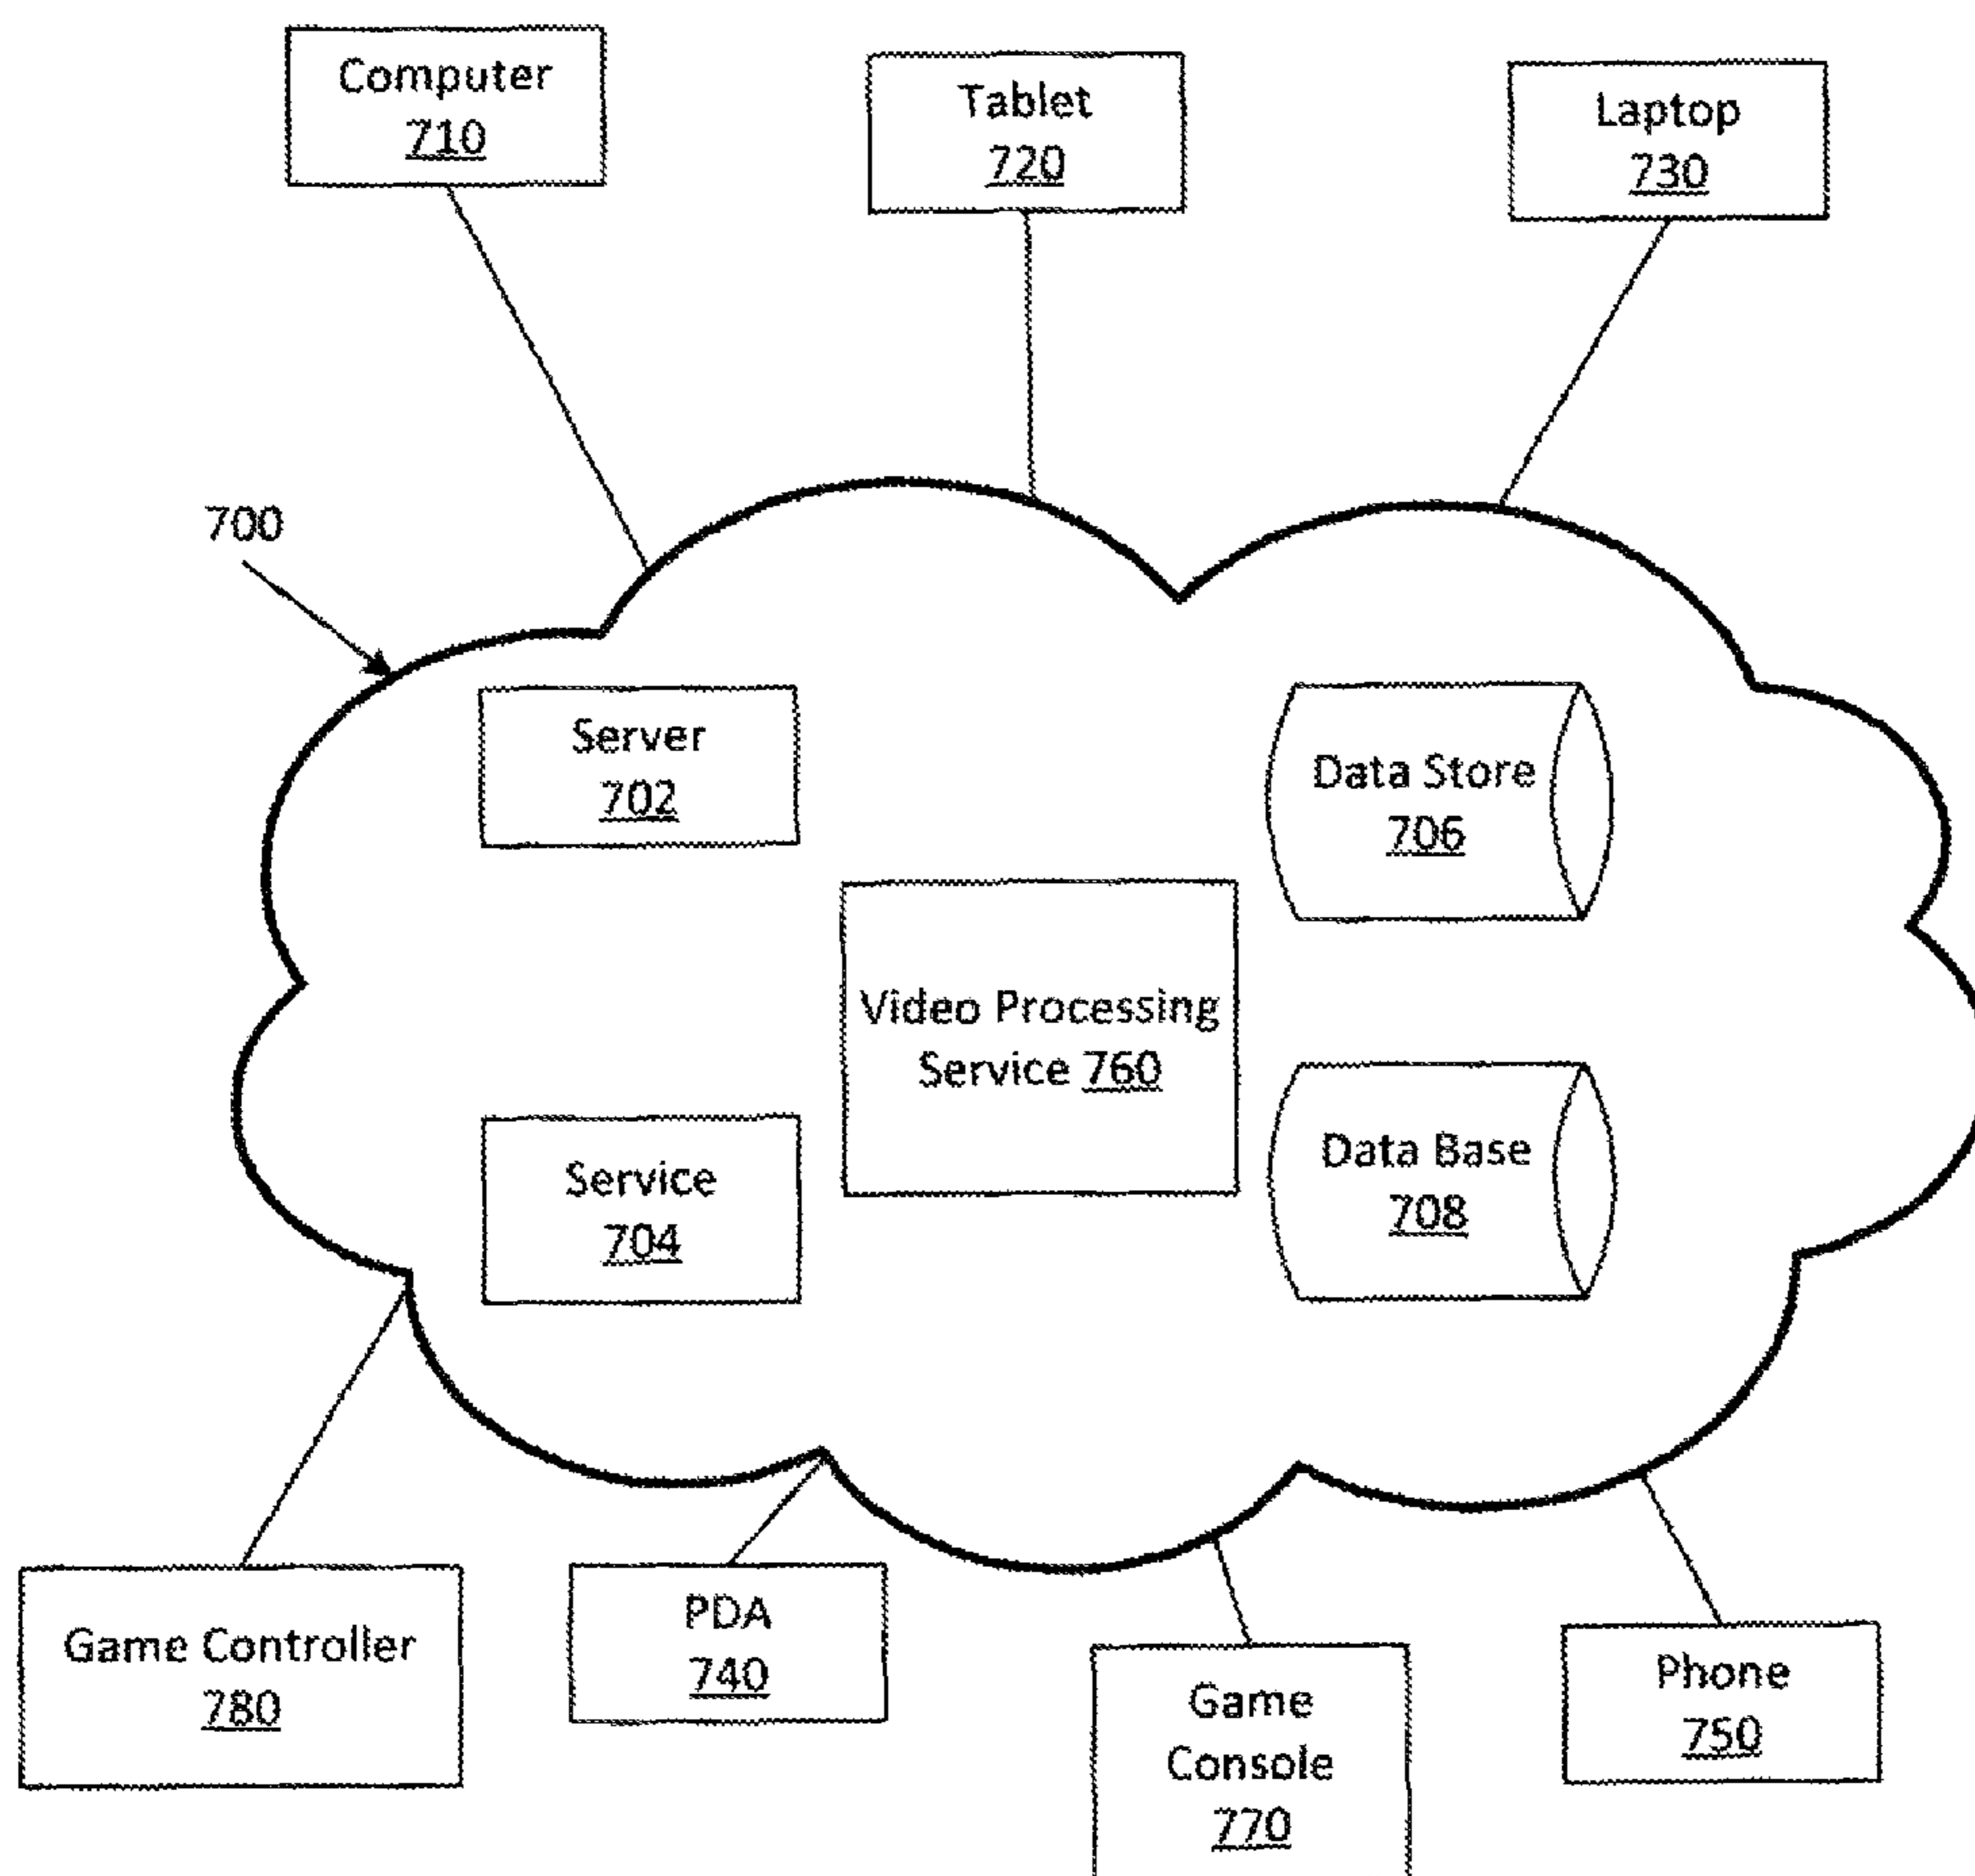 Computer
710
Tablet
720
Laptop
730
700
Server
702
Data Store
706
Video Processing
Service 760
Service
704
Data Base
708
Game Controller
780
PDA
740
Game
Console
770
Phone
750